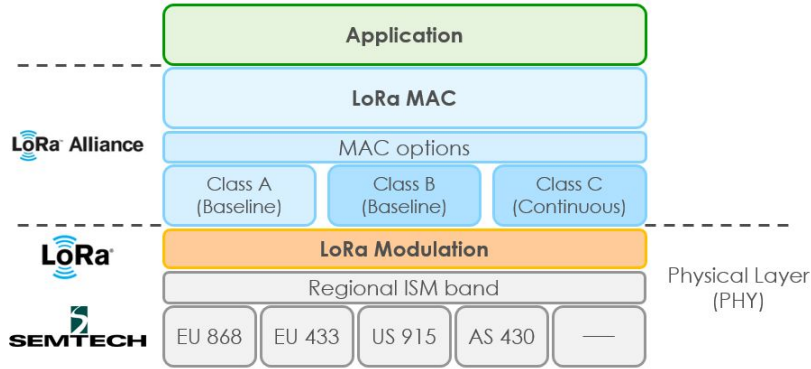 Application
LoRa MAC
LoRa™ Alliance
MAC options
Class A
(Baseline)
Class B
(Baseline)
Class C
(Continuous)
LoRa®
LoRa Modulation
Regional ISM band
Physical Layer
(PHY)
SEMTECH
EU 868
EU 433
US 915
AS 430